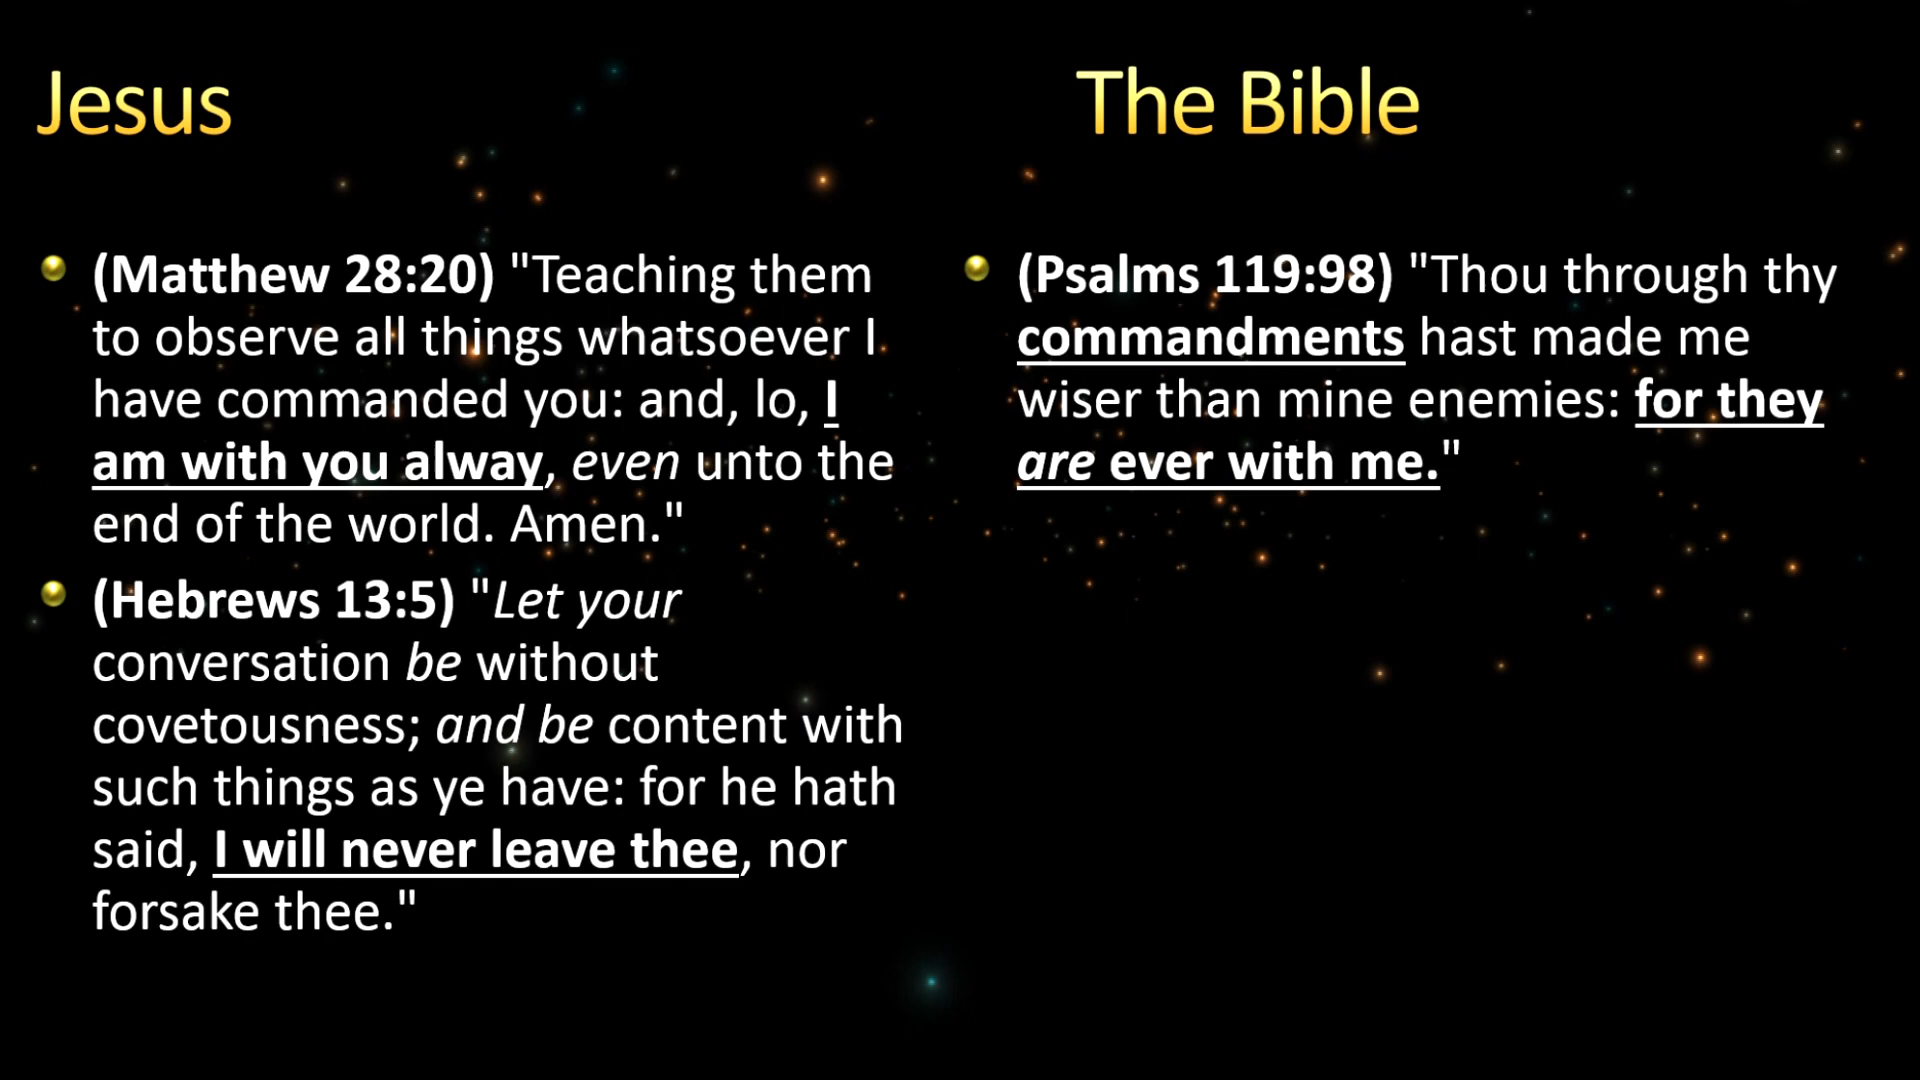 Jesus
(Matthew 28:20) "Teaching them
to observe all things whatsoever I
have commanded you: and, lo, I
am with you alway, even unto the
end of the world. Amen."
(Hebrews 13:5) "Let your
conversation be without
covetousness; and be content with
such things as ye have: for he hath
said, I will never leave thee, nor
forsake thee."
The Bible
(Psalms 119:98) "Thou through thy
commandments hast made me
wiser than mine enemies: for they
are ever with me."